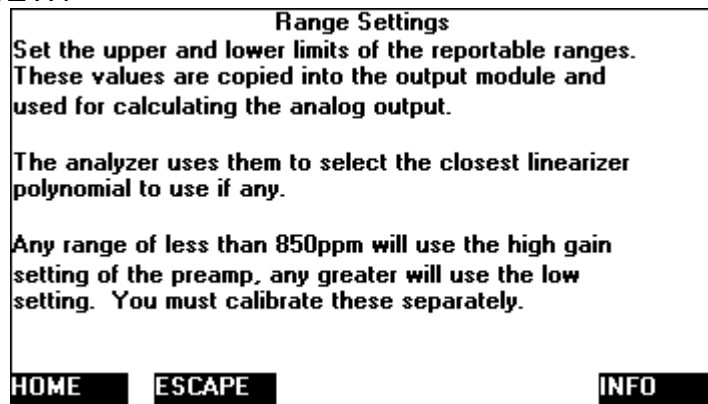 Range Settings
Set the upper and lower limits of the reportable ranges.
These values are copied into the output module and
used for calculating the analog output.
The analyzer uses them to select the closest linearizer
polynomial to use if any.
Any range of less than 850ppm will use the high gain
setting of the preamp, any greater will use the low
setting. You must calibrate these separately.
HOME ESCAPE INFO